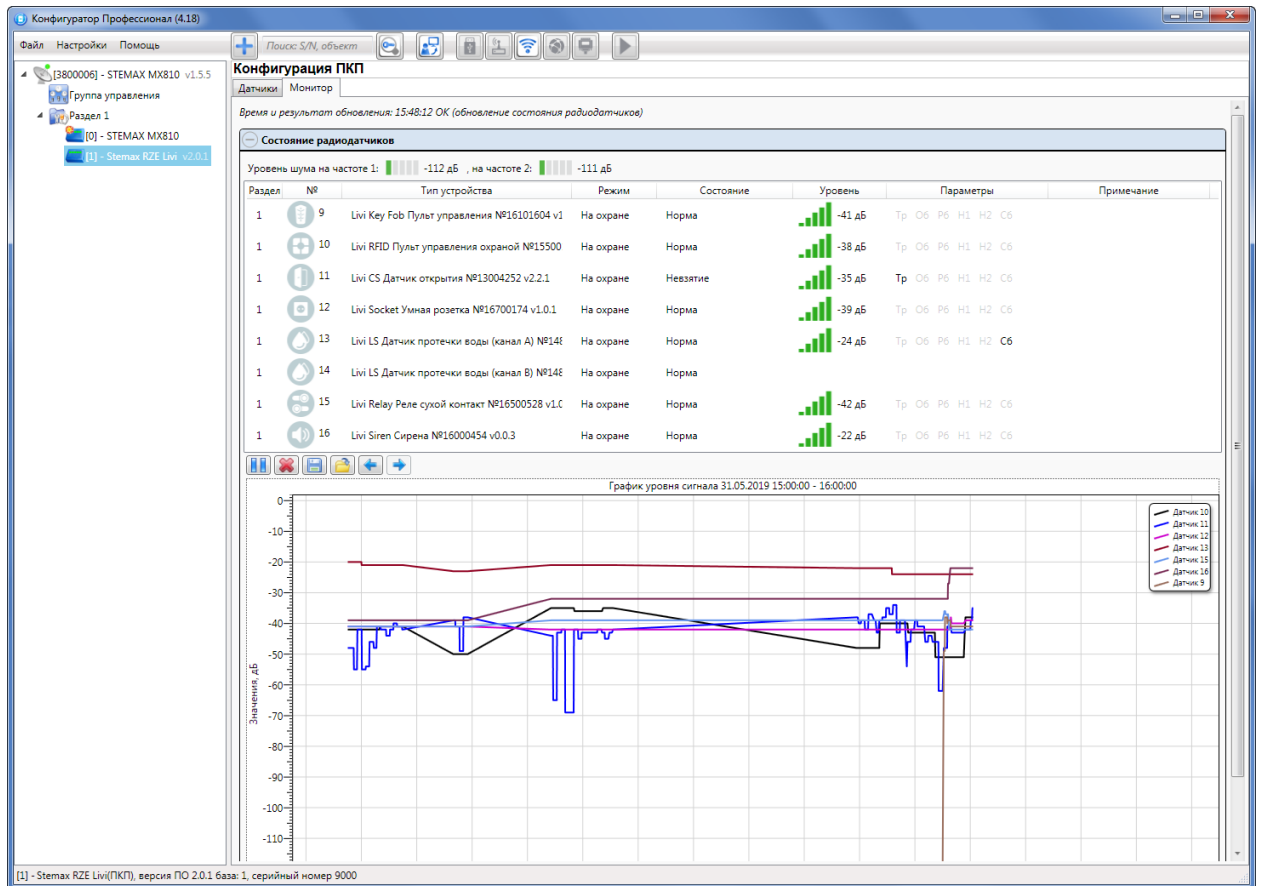 Конфигуратор Профессионал (4.18)
Файл Настройки Помощь
Поиск: S/N, объект
[3800006] - STEMAX MX810 v1.5.5
Группа управления
Раздел 1
[0] - STEMAX MX810
[1] - Stemax RZE Livi v2.0.1
Конфигурация ПКП
Датчики Монитор
Время и результат обновления: 15:48:12 OK (обновление состояния радиодатчиков)
Состояние радиодатчиков
Уровень шума на частоте 1: -112 дБ , на частоте 2: -111 дБ
Раздел № Тип устройства Режим Состояние Уровень Параметры Примечание
1 9 Livi Key Fob Пульт управления №16101604 v1 На охране Норма -41 дБ Тр Об Рб Н1 Н2 Сб
1 10 Livi RFID Пульт управления охраной №15500 На охране Норма -38 дБ Тр Об Рб Н1 Н2 Сб
1 11 Livi CS Датчик открытия №13004252 v2.2.1 На охране Невзятие -35 дБ Тр Об Рб Н1 Н2 Сб
1 12 Livi Socket Умная розетка №16700174 v1.0.1 На охране Норма -39 дБ Тр Об Рб Н1 Н2 Сб
1 13 Livi LS Датчик протечки воды (канал A) №148 На охране Норма -24 дБ Тр Об Рб Н1 Н2 Сб
1 14 Livi LS Датчик протечки воды (канал B) №148 На охране Норма
1 15 Livi Relay Реле сухой контакт №16500528 v1.0 На охране Норма -42 дБ Тр Об Рб Н1 Н2 Сб
1 16 Livi Siren Сирена №16000454 v0.0.3 На охране Норма -22 дБ Тр Об Рб Н1 Н2 Сб
График уровня сигнала 31.05.2019 15:00:00 - 16:00:00
0
-10
-20
-30
-40
-50
-60
-70
-80
-90
-100
-110
Значения, дБ
Датчик 10
Датчик 11
Датчик 12
Датчик 13
Датчик 15
Датчик 16
Датчик 9
[1] - Stemax RZE Livi(ПКП), версия ПО 2.0.1 база: 1, серийный номер 9000